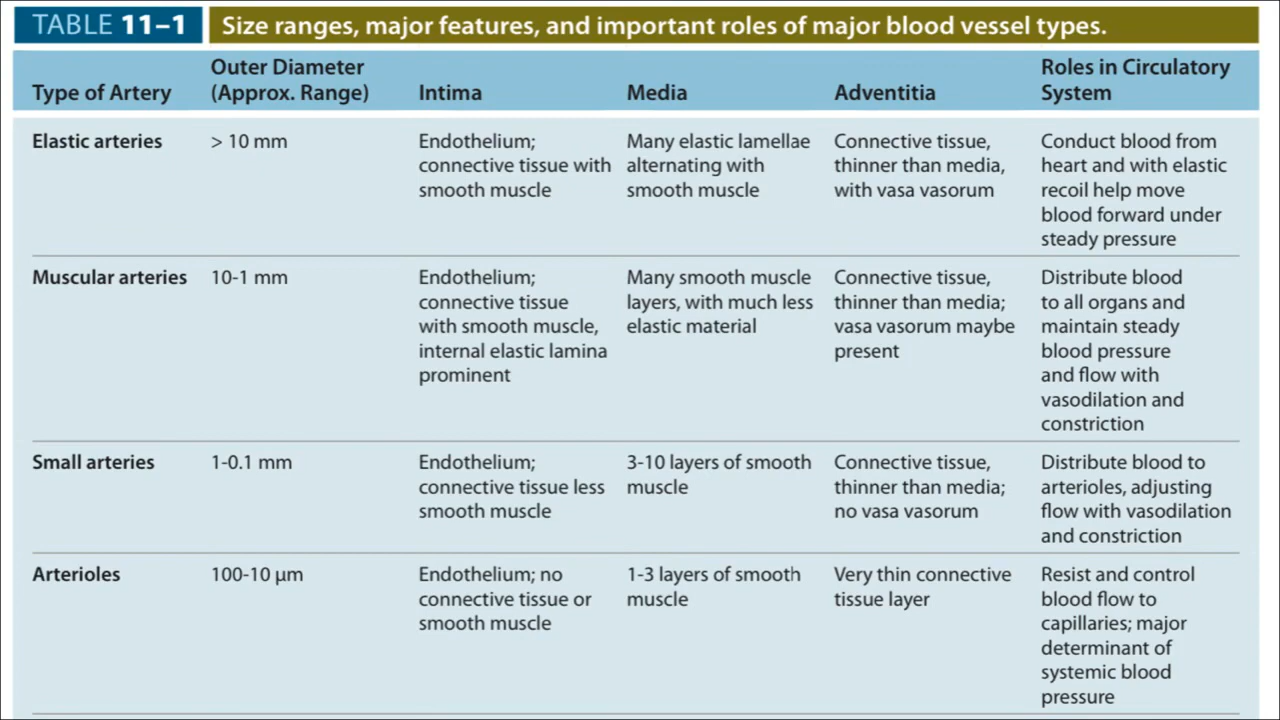 TABLE 11–1 Size ranges, major features, and important roles of major blood vessel types.
Type of Artery
Outer Diameter
(Approx. Range)
Intima
Media
Adventitia
Roles in Circulatory
System
Elastic arteries
> 10 mm
Endothelium;
connective tissue with
smooth muscle
Many elastic lamellae
alternating with
smooth muscle
Connective tissue,
thinner than media,
with vasa vasorum
Conduct blood from
heart and with elastic
recoil help move
blood forward under
steady pressure
Muscular arteries
10-1 mm
Endothelium;
connective tissue
with smooth muscle,
internal elastic lamina
prominent
Many smooth muscle
layers, with much less
elastic material
Connective tissue,
thinner than media;
vasa vasorum maybe
present
Distribute blood
to all organs and
maintain steady
blood pressure
and flow with
vasodilation and
constriction
Small arteries
1-0.1 mm
Endothelium;
connective tissue less
smooth muscle
3-10 layers of smooth
muscle
Connective tissue,
thinner than media;
no vasa vasorum
Distribute blood to
arterioles, adjusting
flow with vasodilation
and constriction
Arterioles
100-10 μm
Endothelium; no
connective tissue or
smooth muscle
1-3 layers of smooth
muscle
Very thin connective
tissue layer
Resist and control
blood flow to
capillaries; major
determinant of
systemic blood
pressure